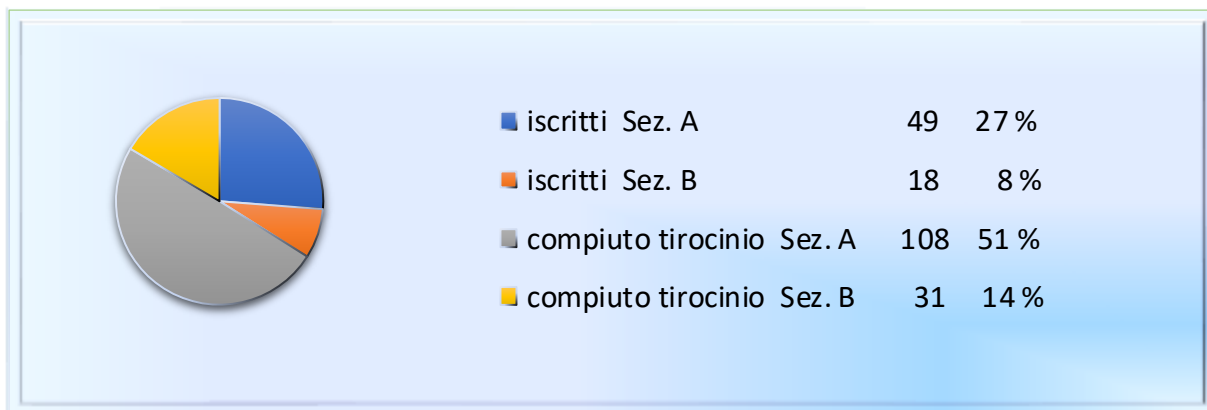 iscritti Sez. A 49 27 %
iscritti Sez. B 18 8 %
compiuto tirocinio Sez. A 108 51 %
compiuto tirocinio Sez. B 31 14 %